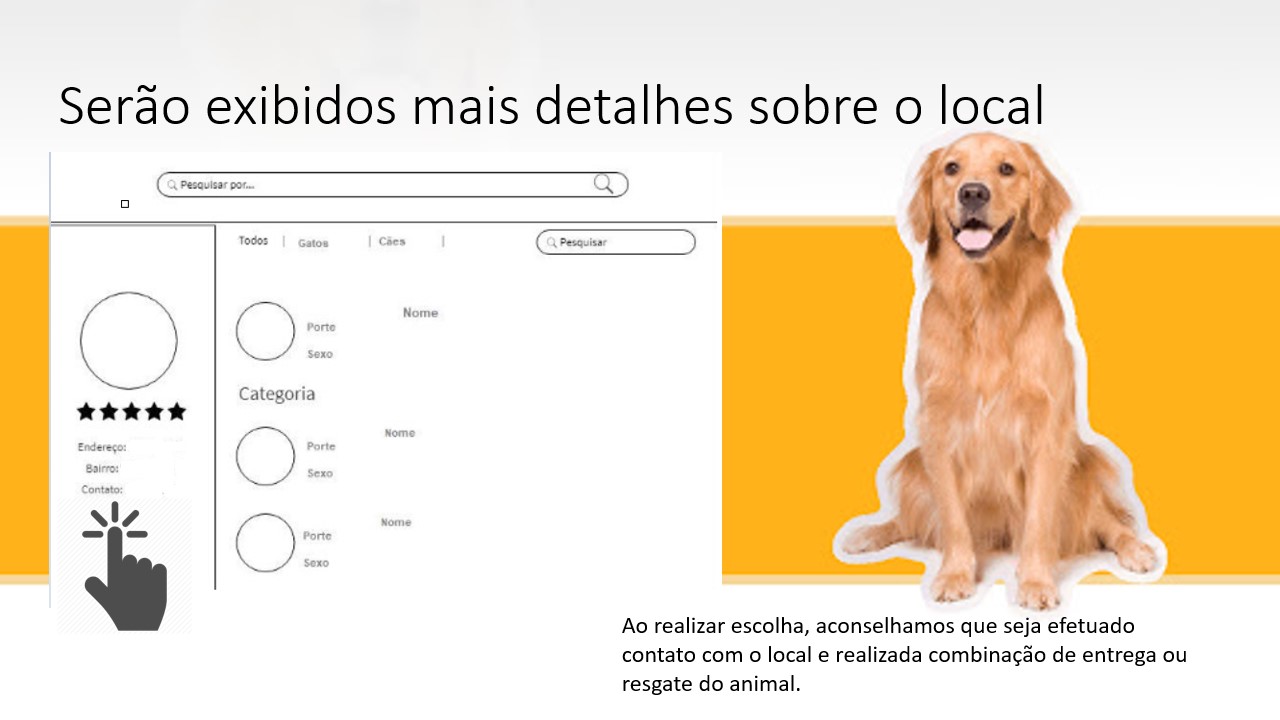 Serão exibidos mais detalhes sobre o local
Pesquisar por...
Todos | Gatos | Cães |
Pesquisar
Nome
Porte
Sexo
Categoria
Nome
Porte
Sexo
Nome
Porte
Sexo
Endereço:
Bairro:
Contato:
Ao realizar escolha, aconselhamos que seja efetuado
contato com o local e realizada combinação de entrega ou
resgate do animal.